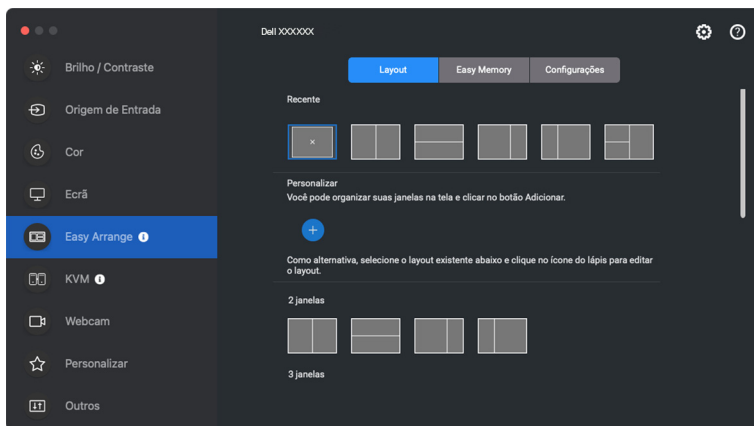 Dell XXXXXX
Brilho / Contraste
Origem de Entrada
Cor
Ecrã
Easy Arrange
KVM
Webcam
Personalizar
Outros
Layout
Easy Memory
Configurações
Recente
Personalizar
Você pode organizar suas janelas na tela e clicar no botão Adicionar.
Como alternativa, selecione o layout existente abaixo e clique no ícone do lápis para editar
o layout.
2 janelas
3 janelas